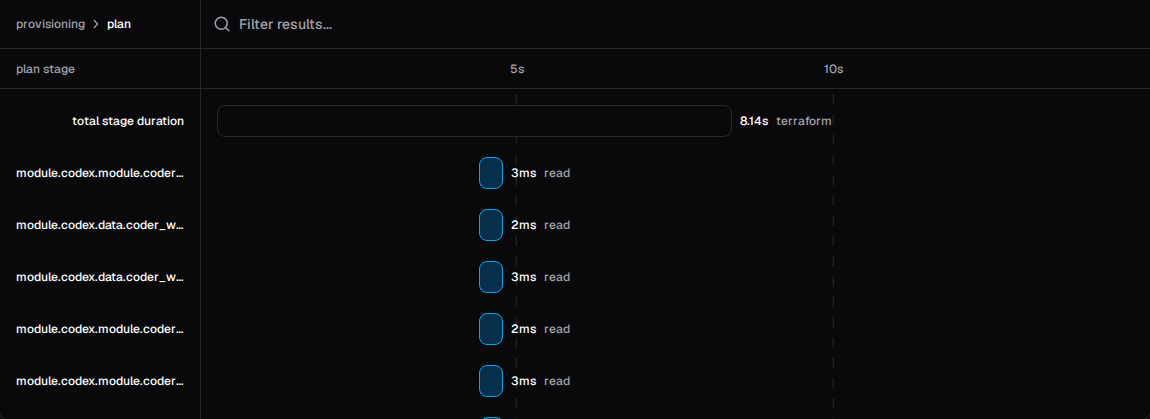 provisioning > plan
Filter results...
plan stage
5s
10s
total stage duration
8.14s terraform
module.codex.module.coder...
3ms read
module.codex.data.coder_w...
2ms read
module.codex.data.coder_w...
3ms read
module.codex.module.coder...
2ms read
module.codex.module.coder...
3ms read